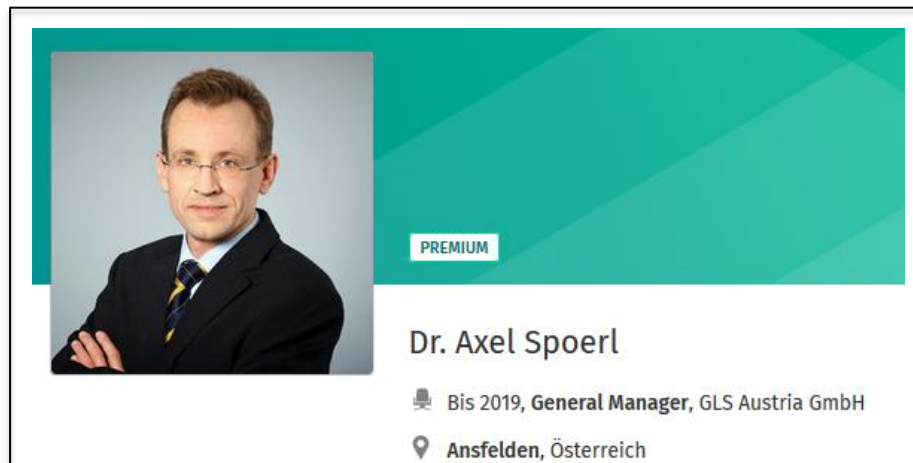 PREMIUM
Dr. Axel Spoerl
Bis 2019, General Manager, GLS Austria GmbH
Ansfelden, Österreich